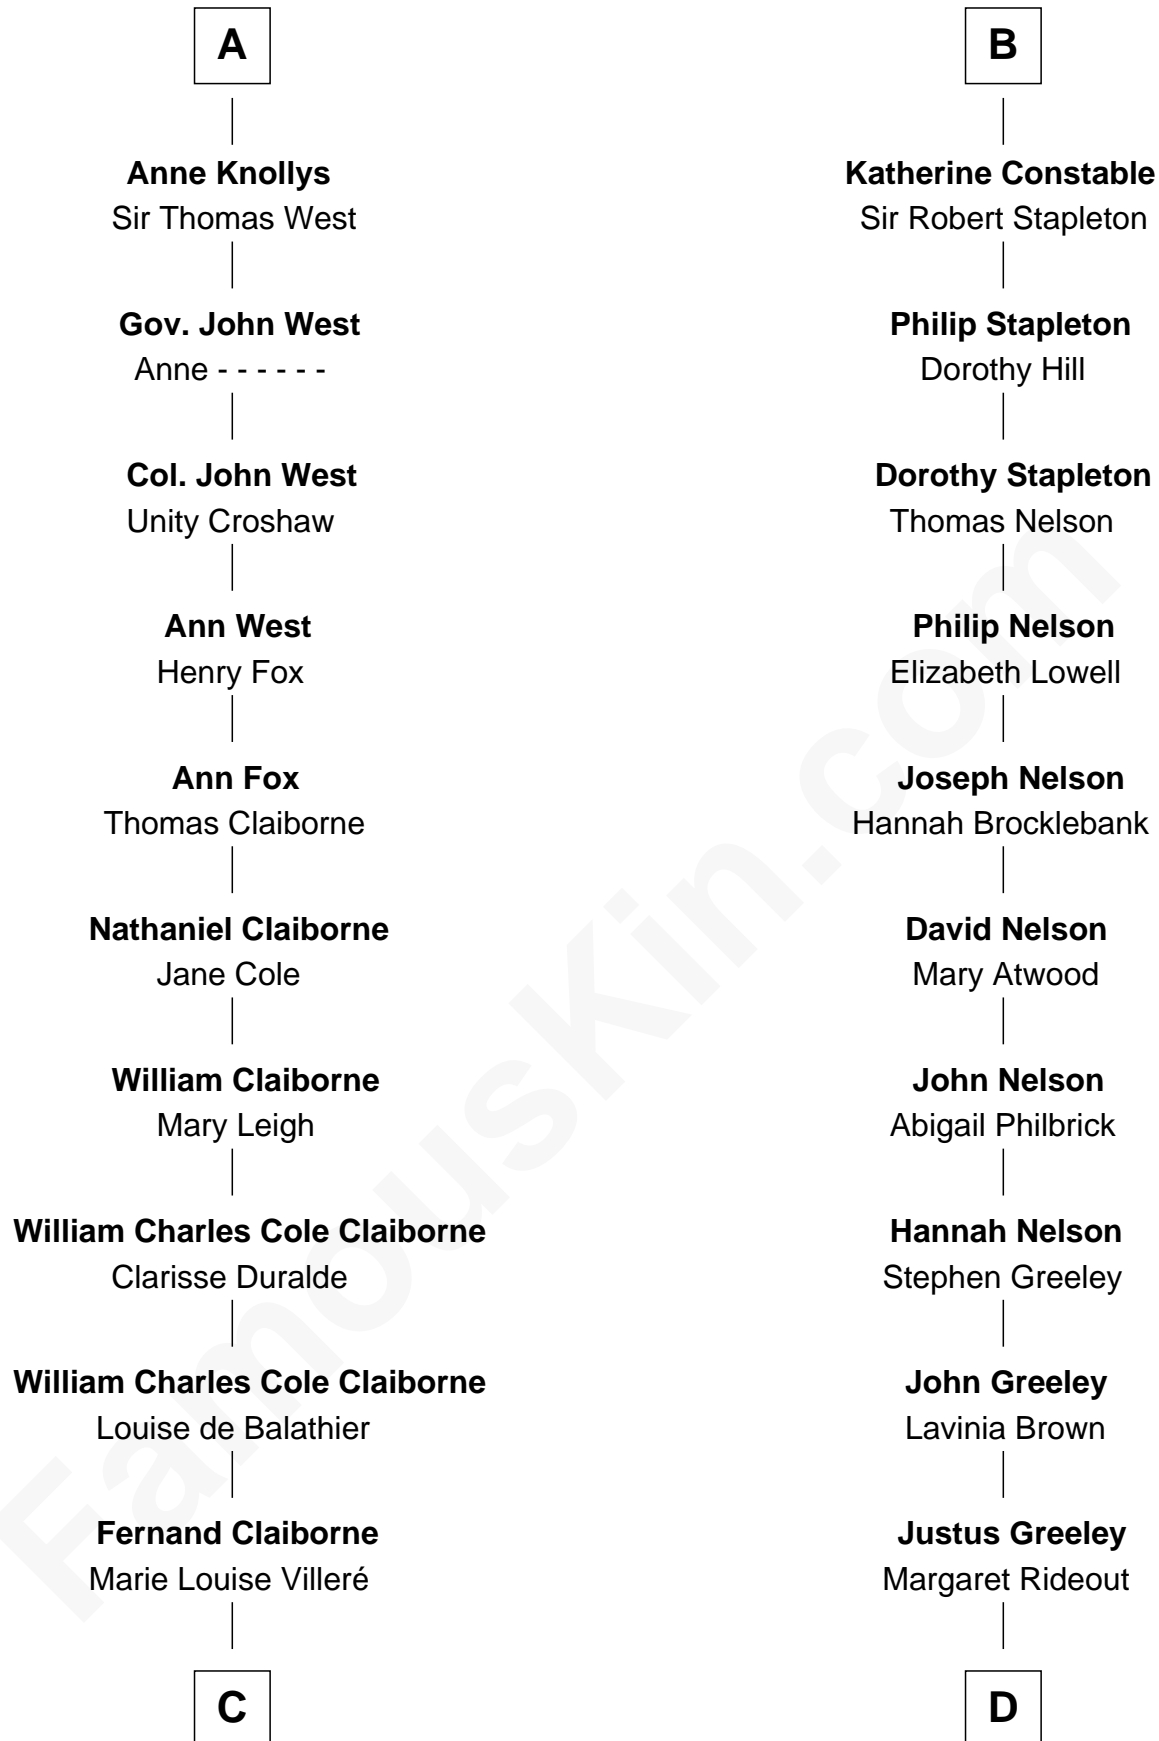 A
Anne Knollys
Sir Thomas West
Gov. John West
Anne - - - - - -
Col. John West
Unity Croshaw
Ann West
Henry Fox
Ann Fox
Thomas Claiborne
Nathaniel Claiborne
Jane Cole
William Claiborne
Mary Leigh
William Charles Cole Claiborne
Clarisse Duralde
William Charles Cole Claiborne
Louise de Balathier
Fernand Claiborne
Marie Louise Villeré
C
B
Katherine Constable
Sir Robert Stapleton
Philip Stapleton
Dorothy Hill
Dorothy Stapleton
Thomas Nelson
Philip Nelson
Elizabeth Lowell
Joseph Nelson
Hannah Brocklebank
David Nelson
Mary Atwood
John Nelson
Abigail Philbrick
Hannah Nelson
Stephen Greeley
John Greeley
Lavinia Brown
Justus Greeley
Margaret Rideout
D
FamousKin.com